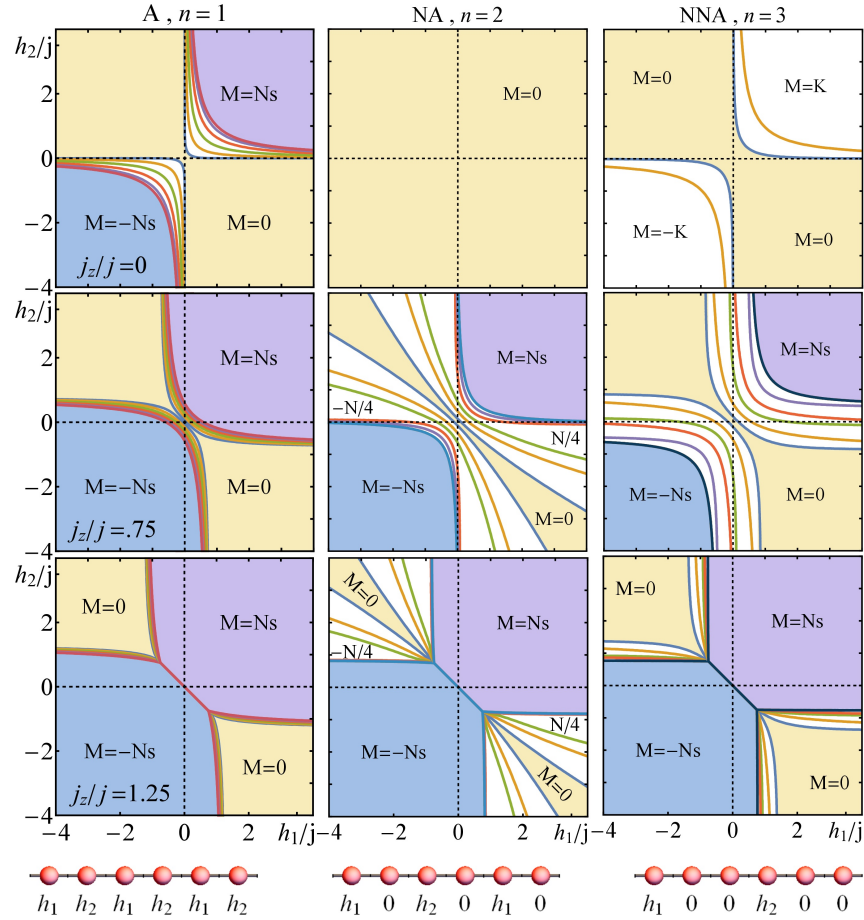 A , n = 1
NA , n = 2
NNA , n = 3
h₂/j
2
0
−2
−4
M=Ns
M=−Ns
M=0
j_z/j=0
M=0
M=0
M=K
M=−K
M=0
h₂/j
2
0
−2
−4
M=Ns
M=−Ns
M=0
j_z/j=.75
M=Ns
−N/4
N/4
M=−Ns
M=0
M=Ns
M=−Ns
M=0
h₂/j
2
0
−2
−4
M=0
M=Ns
M=−Ns
M=0
j_z/j=1.25
M=0
M=Ns
−N/4
N/4
M=−Ns
M=0
M=0
M=Ns
M=−Ns
M=0
−4 −2 0 2 h₁/j
−2 0 2 h₁/j
−4 −2 0 2 h₁/j
h₁ h₂ h₁ h₂ h₁ h₂
h₁ 0 h₂ 0 h₁ 0
h₁ 0 0 h₂ 0 0